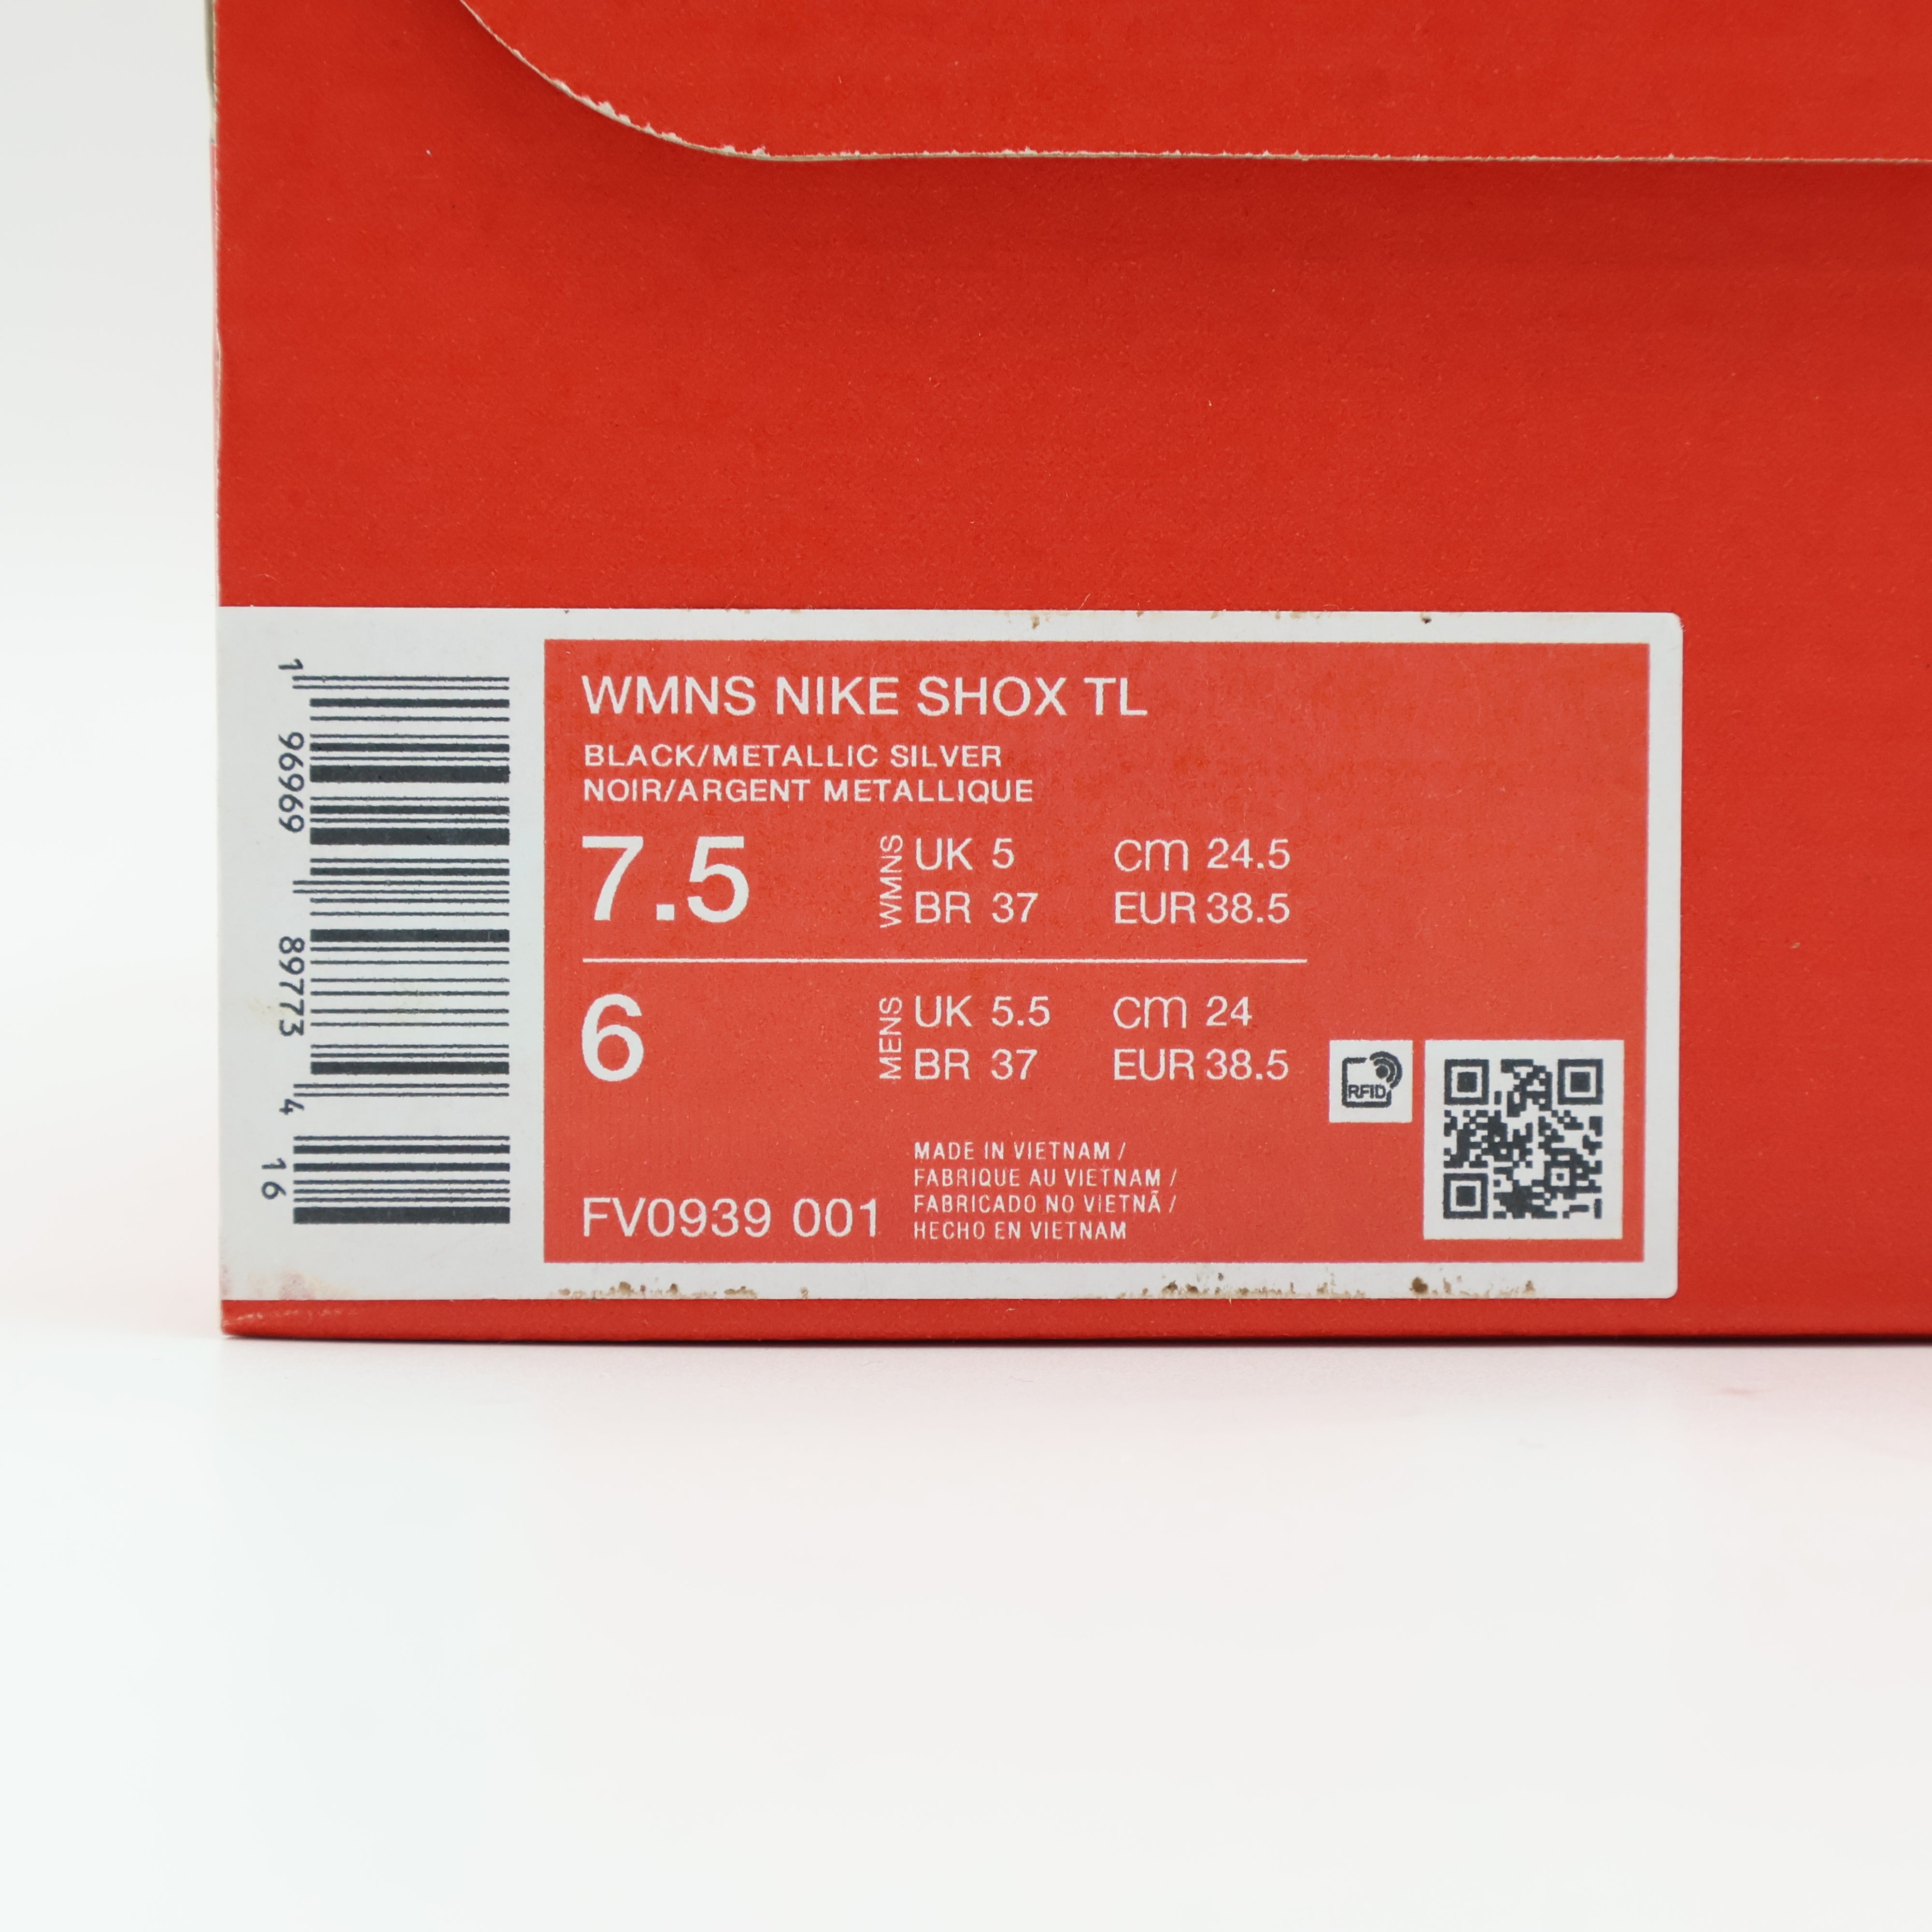 WMNS NIKE SHOX TL
BLACK/METALLIC SILVER
NOIR/ARGENT METALLIQUE
7.5
WMNS
UK 5 cm 24.5
BR 37 EUR 38.5
6
MENS
UK 5.5 cm 24
BR 37 EUR 38.5
RFID
FV0939 001
MADE IN VIETNAM /
FABRIQUE AU VIETNAM /
FABRICADO NO VIETNÃ /
HECHO EN VIETNAM
1 96969 89773 4
16